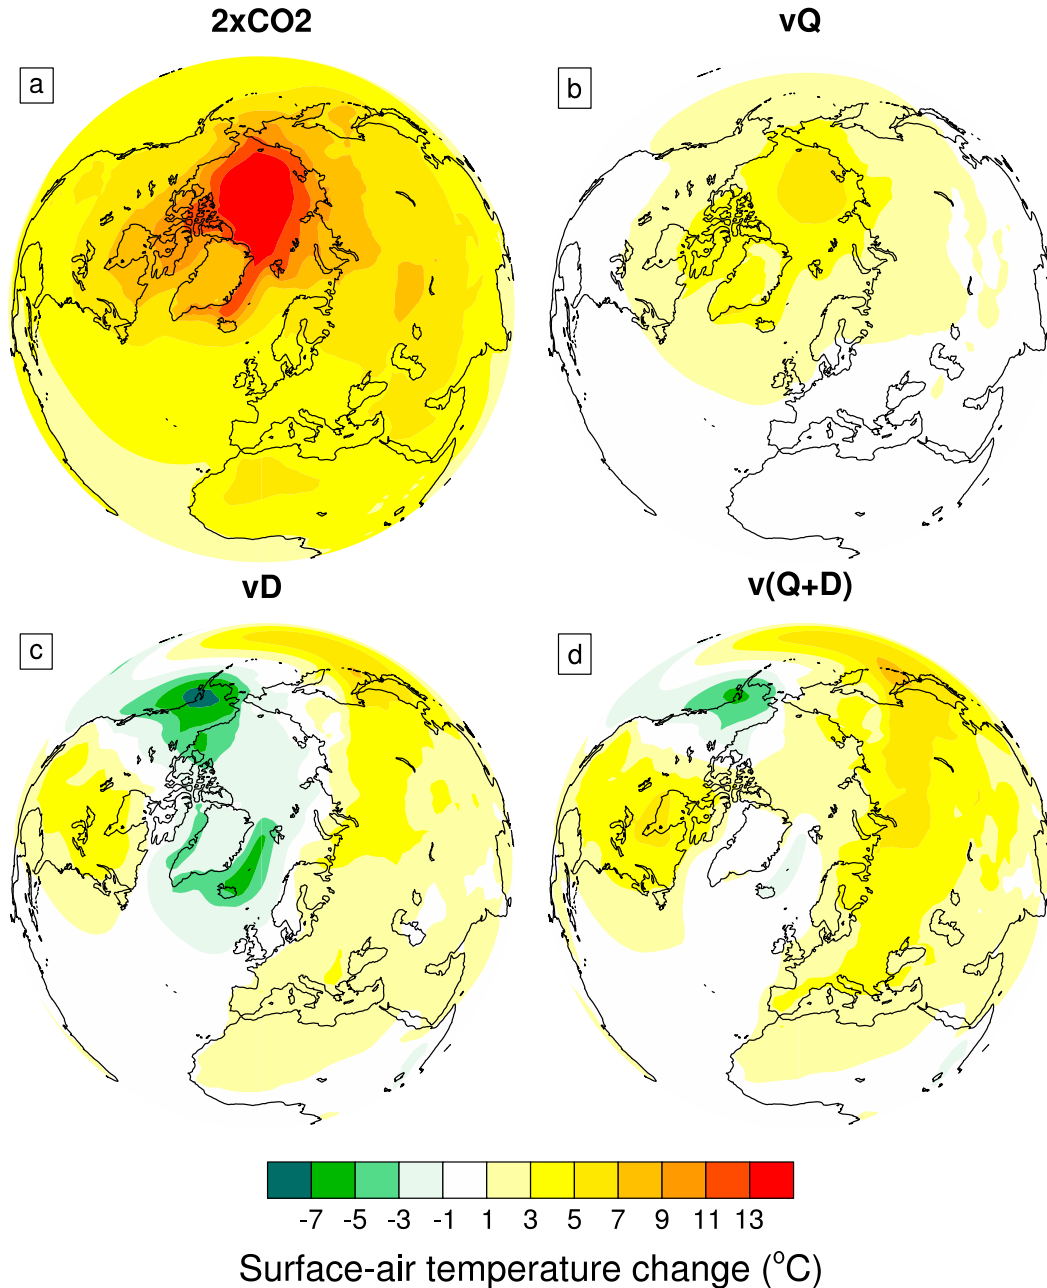 2xCO2
vQ
a
b
vD
v(Q+D)
c
d
-7 -5 -3 -1 1 3 5 7 9 11 13
Surface-air temperature change (°C)